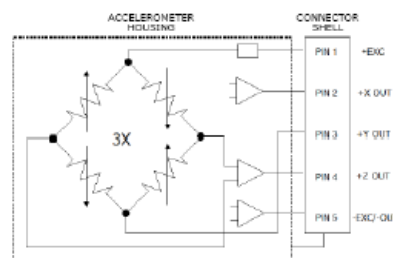 ACCELEROMETER
HOUSING
CONNECTOR
SHELL
PIN 1 +EXC
PIN 2 +X OUT
PIN 3 +Y OUT
3X
PIN 4 +Z OUT
PIN 5 -EXC/-OU